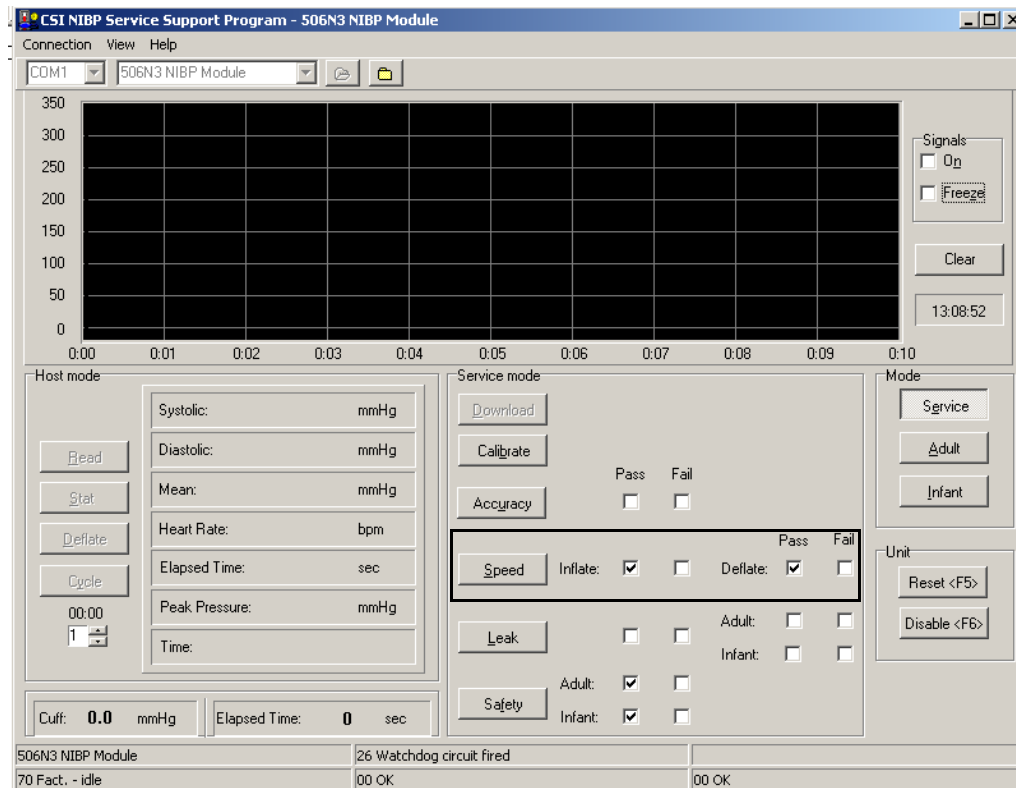 CSI NIBP Service Support Program - 506N3 NIBP Module
Connection View Help
COM1 506N3 NIBP Module
350
300
250
200
150
100
50
0
0:00 0:01 0:02 0:03 0:04 0:05 0:06 0:07 0:08 0:09 0:10
Signals
On
Freeze
Clear
13:08:52
Host mode
Read
Stat
Deflate
Cycle
00:00
1
Systolic: mmHg
Diastolic: mmHg
Mean: mmHg
Heart Rate: bpm
Elapsed Time: sec
Peak Pressure: mmHg
Time:
Cuff: 0.0 mmHg Elapsed Time: 0 sec
Service mode
Download
Calibrate
Pass Fail
Accuracy
Pass Fail
Speed Inflate: Deflate:
Leak Adult:
Infant:
Safety Adult:
Infant:
Mode
Service
Adult
Infant
Unit
Reset <F5>
Disable <F6>
506N3 NIBP Module 26 Watchdog circuit fired
70 Fact. - idle 00 OK 00 OK